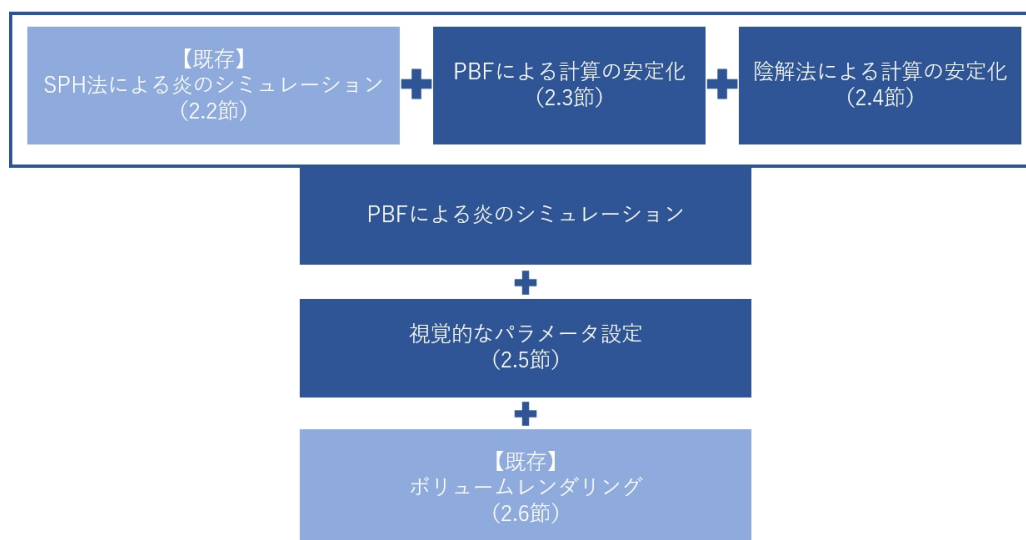 【既存】
SPH法による炎のシミュレーション
(2.2節)
PBFによる計算の安定化
(2.3節)
陰解法による計算の安定化
(2.4節)
PBFによる炎のシミュレーション
視覚的なパラメータ設定
(2.5節)
【既存】
ボリュームレンダリング
(2.6節)